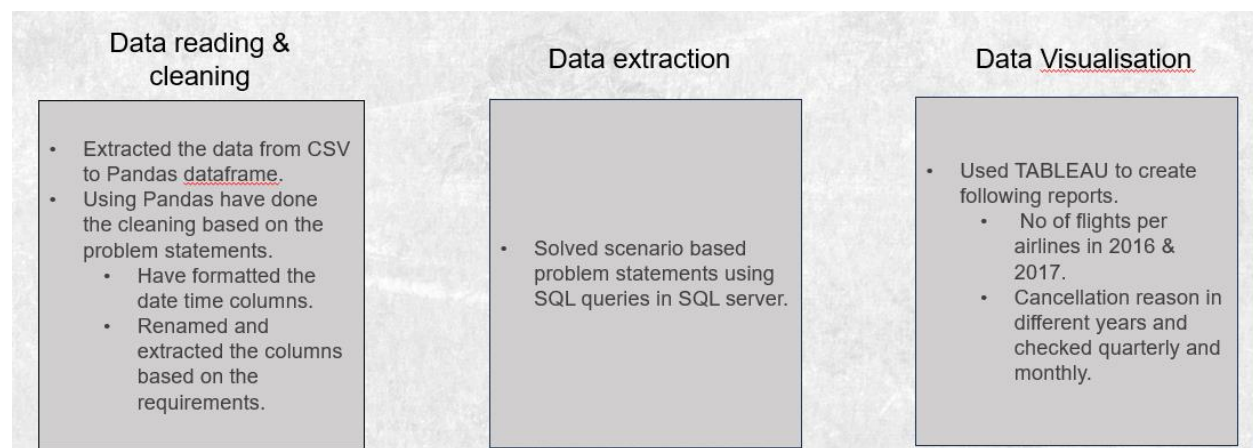 Data reading &
cleaning
• Extracted the data from CSV
to Pandas dataframe.
• Using Pandas have done
the cleaning based on the
problem statements.
• Have formatted the
date time columns.
• Renamed and
extracted the columns
based on the
requirements.
Data extraction
• Solved scenario based
problem statements using
SQL queries in SQL server.
Data Visualisation
• Used TABLEAU to create
following reports.
• No of flights per
airlines in 2016 &
2017.
• Cancellation reason in
different years and
checked quarterly and
monthly.